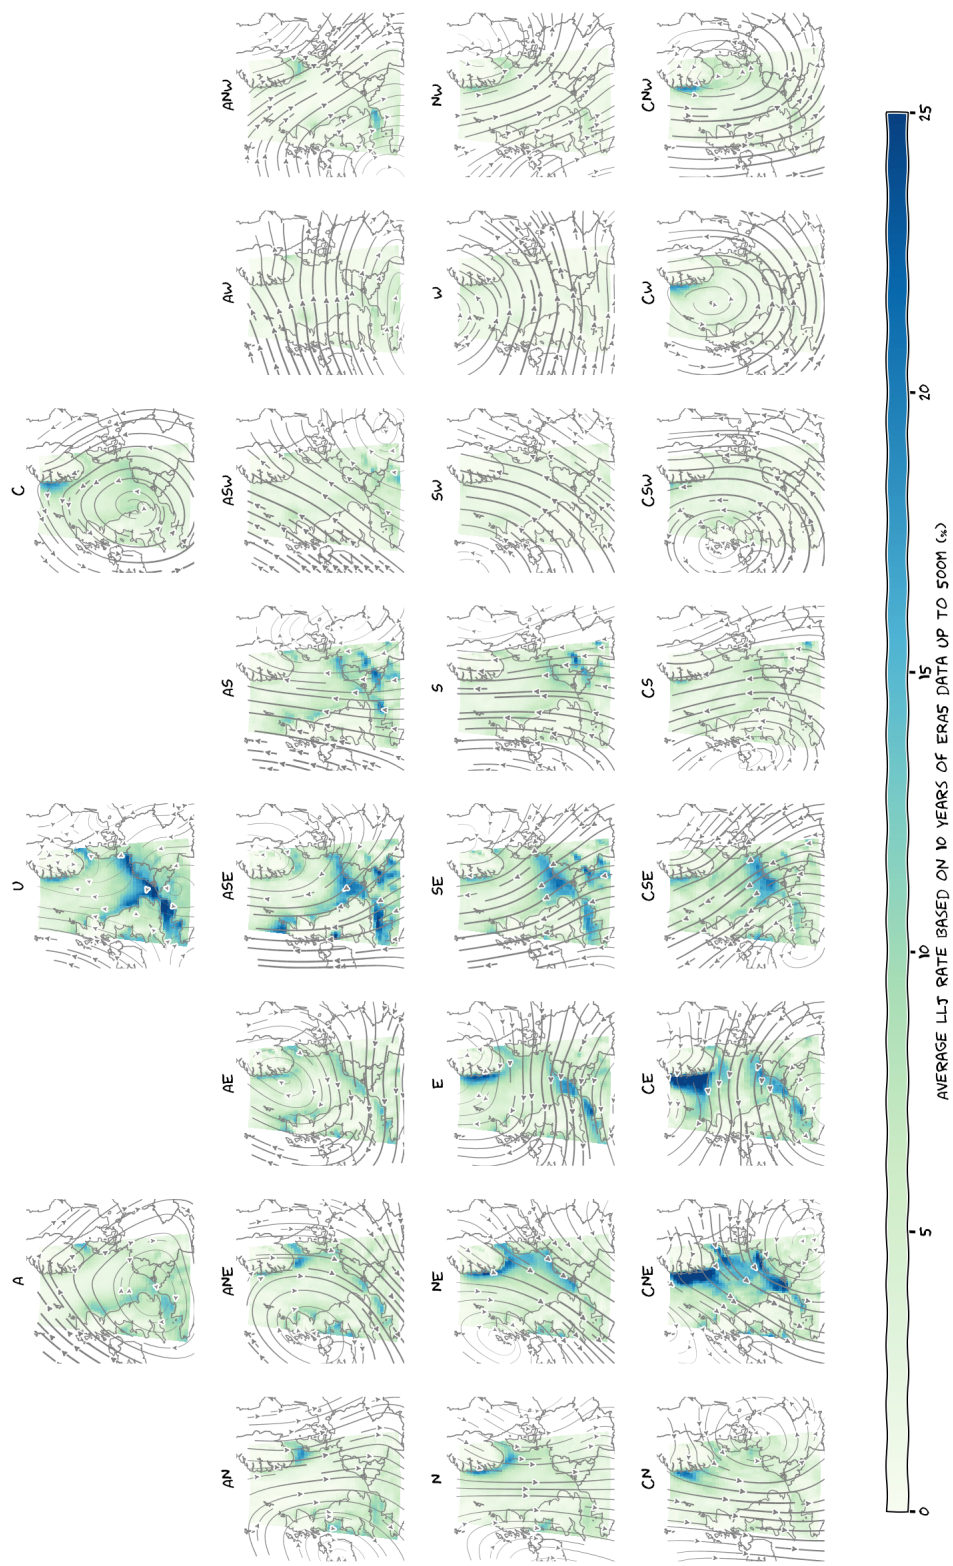 A U C
AN ANE AE ASE AS ASW AW ANW
N NE E SE S SW W NW
CN CNE CE CSE CS CSW CW CNW
0 5 10 15 20 25
AVERAGE LLJ RATE BASED ON 10 YEARS OF ERA5 DATA UP TO 500M (%)